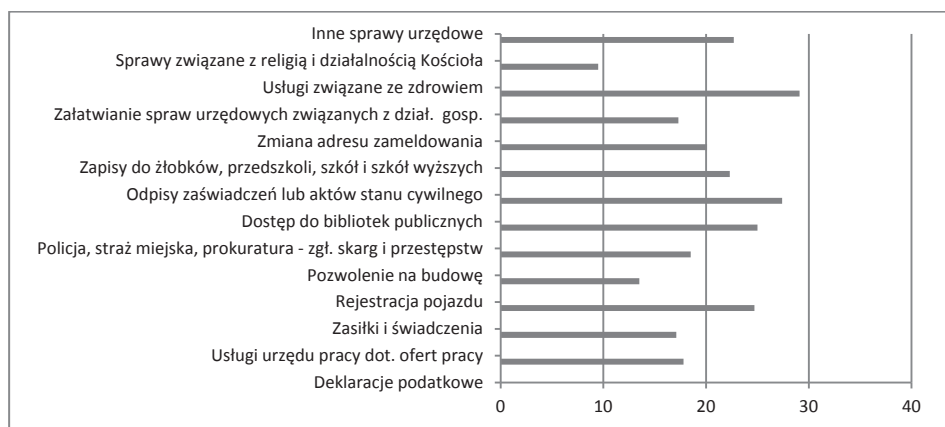 Inne sprawy urzędowe
Sprawy związane z religią i działalnością Kościoła
Usługi związane ze zdrowiem
Załatwianie spraw urzędowych związanych z dział. gosp.
Zmiana adresu zameldowania
Zapisy do żłobków, przedszkoli, szkół i szkół wyższych
Odpisy zaświadczeń lub aktów stanu cywilnego
Dostęp do bibliotek publicznych
Policja, straż miejska, prokuratura - zgł. skarg i przestępstw
Pozwolenie na budowę
Rejestracja pojazdu
Zasiłki i świadczenia
Usługi urzędu pracy dot. ofert pracy
Deklaracje podatkowe
0 10 20 30 40